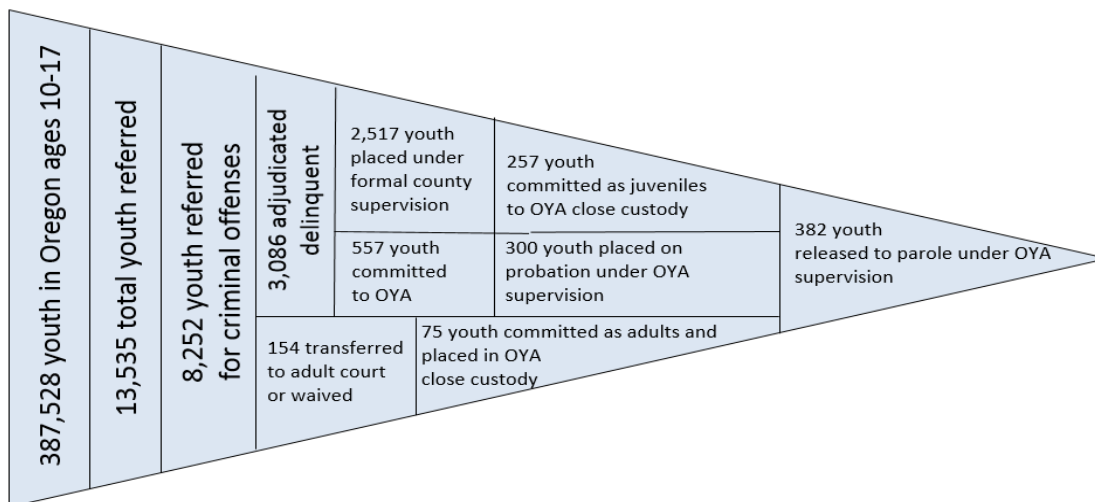 387,528 youth in Oregon ages 10-17
13,535 total youth referred
8,252 youth referred
for criminal offenses
3,086 adjudicated
delinquent
2,517 youth
placed under
formal county
supervision
557 youth
committed
to OYA
257 youth
committed as juveniles
to OYA close custody
300 youth placed on
probation under OYA
supervision
154 transferred
to adult court
or waived
75 youth committed as adults and
placed in OYA
close custody
382 youth
released to parole under OYA
supervision